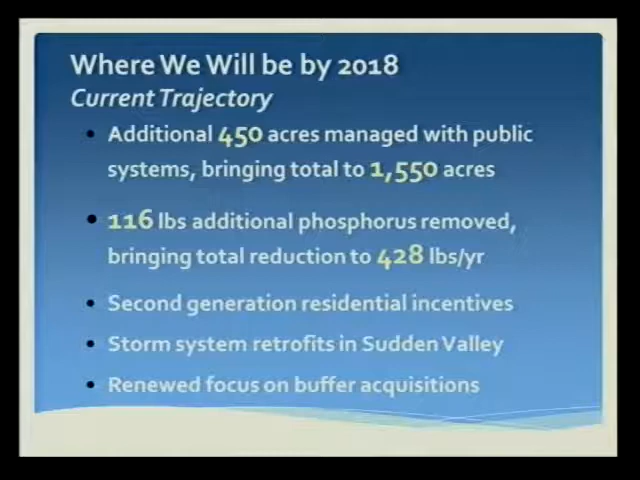 Where We Will be by 2018
Current Trajectory
• Additional 450 acres managed with public
systems, bringing total to 1,550 acres
• 116 lbs additional phosphorus removed,
bringing total reduction to 428 lbs/yr
• Second generation residential incentives
• Storm system retrofits in Sudden Valley
• Renewed focus on buffer acquisitions